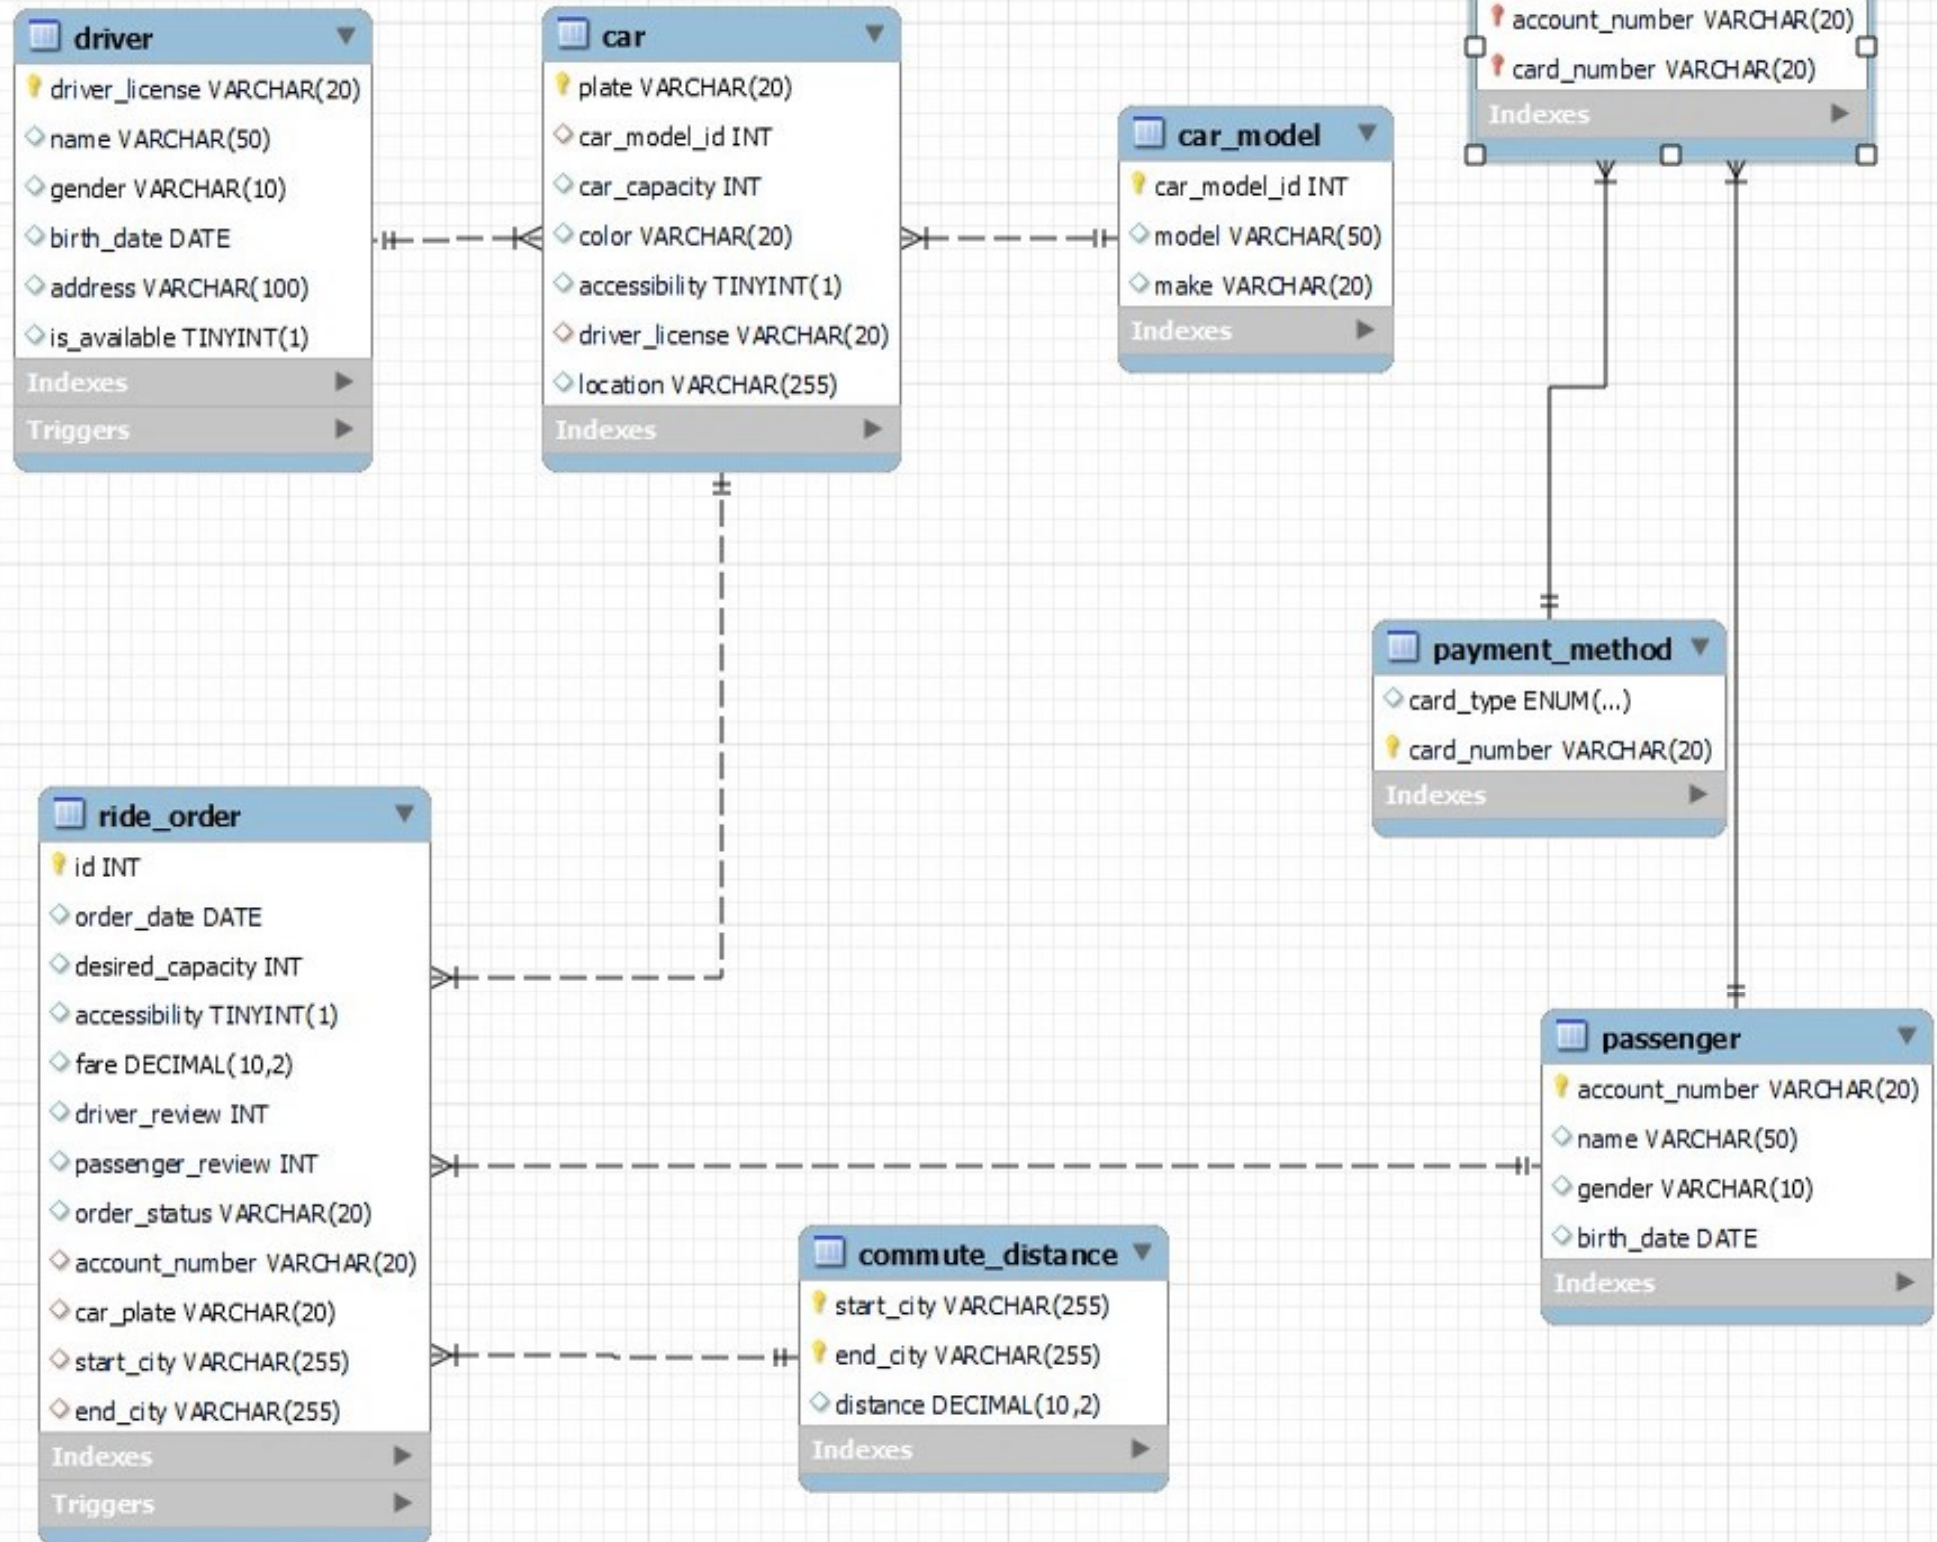 driver
driver_license VARCHAR(20)
name VARCHAR(50)
gender VARCHAR(10)
birth_date DATE
address VARCHAR(100)
is_available TINYINT(1)
Indexes
Triggers
car
plate VARCHAR(20)
car_model_id INT
car_capacity INT
color VARCHAR(20)
accessibility TINYINT(1)
driver_license VARCHAR(20)
location VARCHAR(255)
Indexes
car_model
car_model_id INT
model VARCHAR(50)
make VARCHAR(20)
Indexes
account_number VARCHAR(20)
card_number VARCHAR(20)
Indexes
payment_method
card_type ENUM(...)
card_number VARCHAR(20)
Indexes
ride_order
id INT
order_date DATE
desired_capacity INT
accessibility TINYINT(1)
fare DECIMAL(10,2)
driver_review INT
passenger_review INT
order_status VARCHAR(20)
account_number VARCHAR(20)
car_plate VARCHAR(20)
start_city VARCHAR(255)
end_city VARCHAR(255)
Indexes
Triggers
commute_distance
start_city VARCHAR(255)
end_city VARCHAR(255)
distance DECIMAL(10,2)
Indexes
passenger
account_number VARCHAR(20)
name VARCHAR(50)
gender VARCHAR(10)
birth_date DATE
Indexes